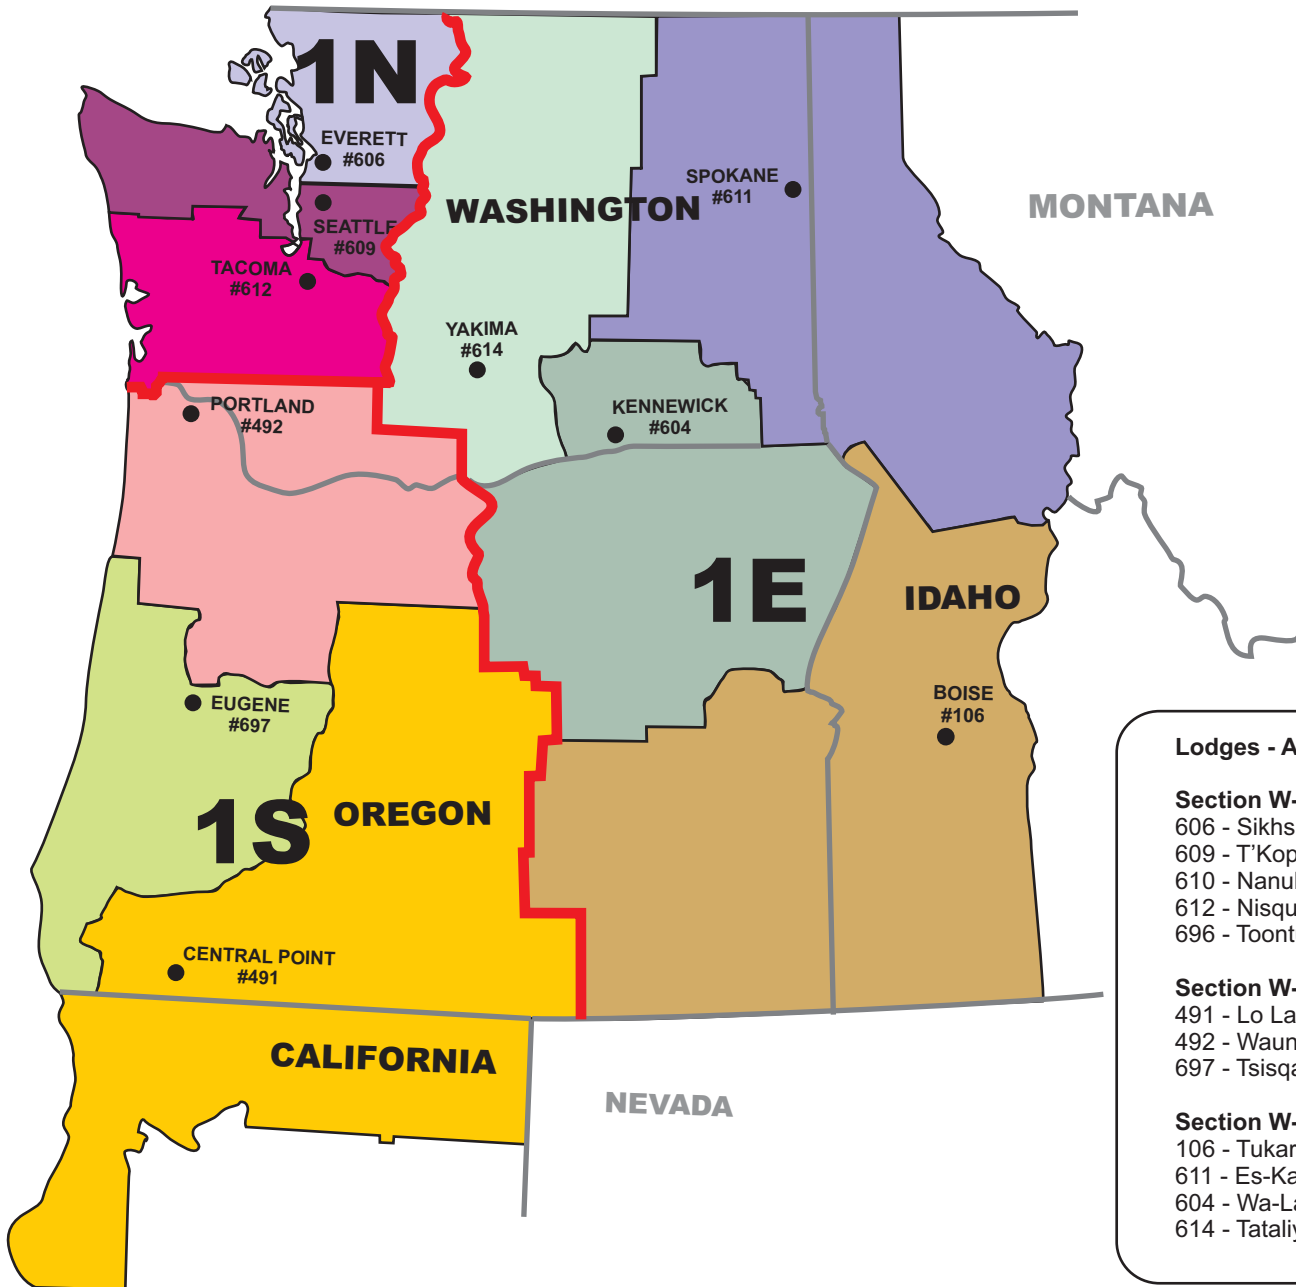 1N
EVERETT
#606
SPOKANE
#611
WASHINGTON
MONTANA
SEATTLE
#609
TACOMA
#612
YAKIMA
#614
PORTLAND
#492
KENNEWICK
#604
1E
IDAHO
EUGENE
#697
BOISE
#106
1S
OREGON
CENTRAL POINT
#491
CALIFORNIA
NEVADA
Lodges - A
Section W-
606 - Sikhs
609 - T’Kop
610 - Nanu
612 - Nisqu
696 - Toont
Section W-
491 - Lo La
492 - Waun
697 - Tsisqa
Section W-
106 - Tukar
611 - Es-Ka
604 - Wa-La
614 - Tataliy